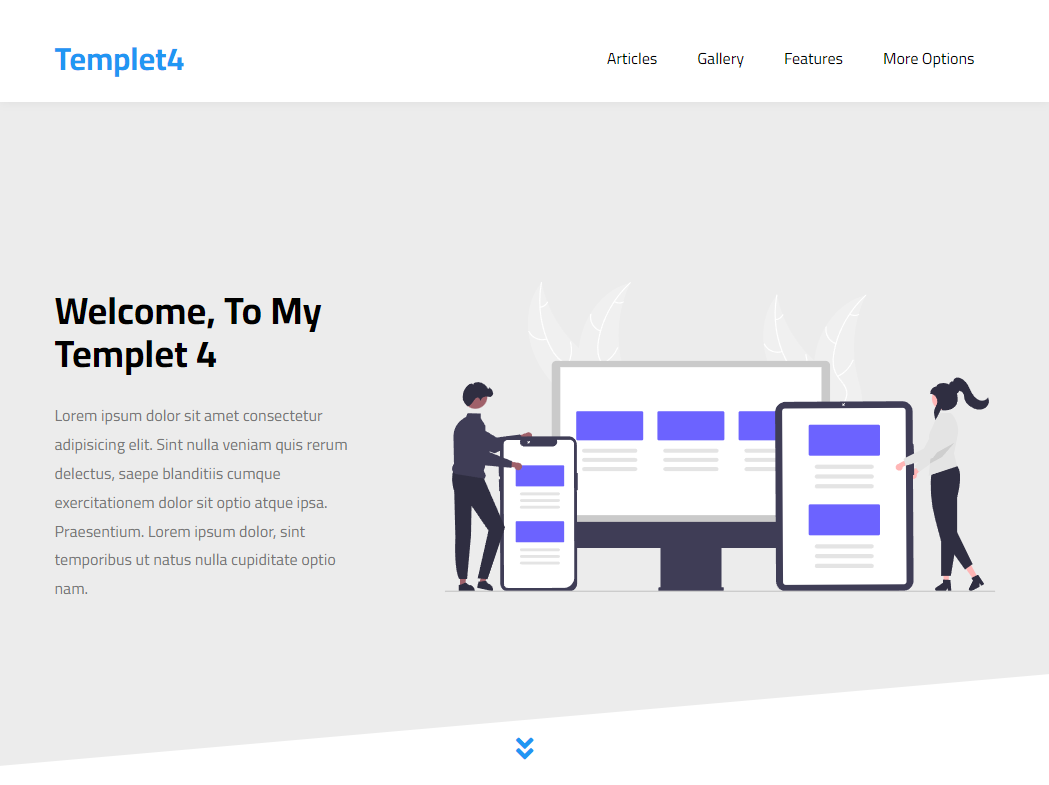 Templet4
Articles
Gallery
Features
More Options
Welcome, To My
Templet 4
Lorem ipsum dolor sit amet consectetur
adipisicing elit. Sint nulla veniam quis rerum
delectus, saepe blanditiis cumque
exercitationem dolor sit optio atque ipsa.
Praesentium. Lorem ipsum dolor, sint
temporibus ut natus nulla cupiditate optio
nam.